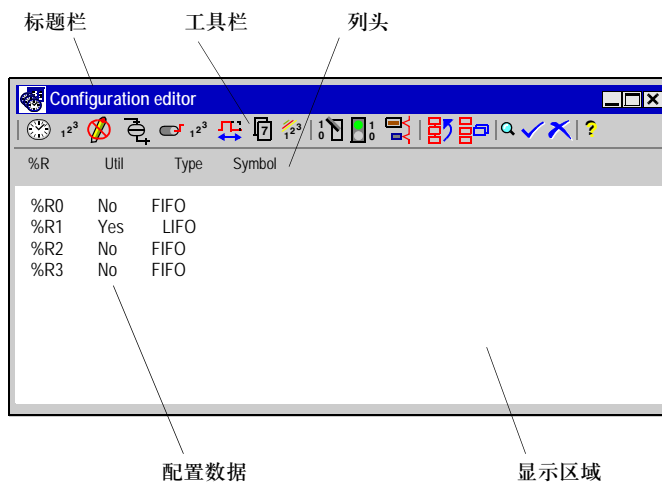 标题栏 工具栏 列头
Configuration editor
%R Util Type Symbol
%R0 No FIFO
%R1 Yes LIFO
%R2 No FIFO
%R3 No FIFO
配置数据 显示区域